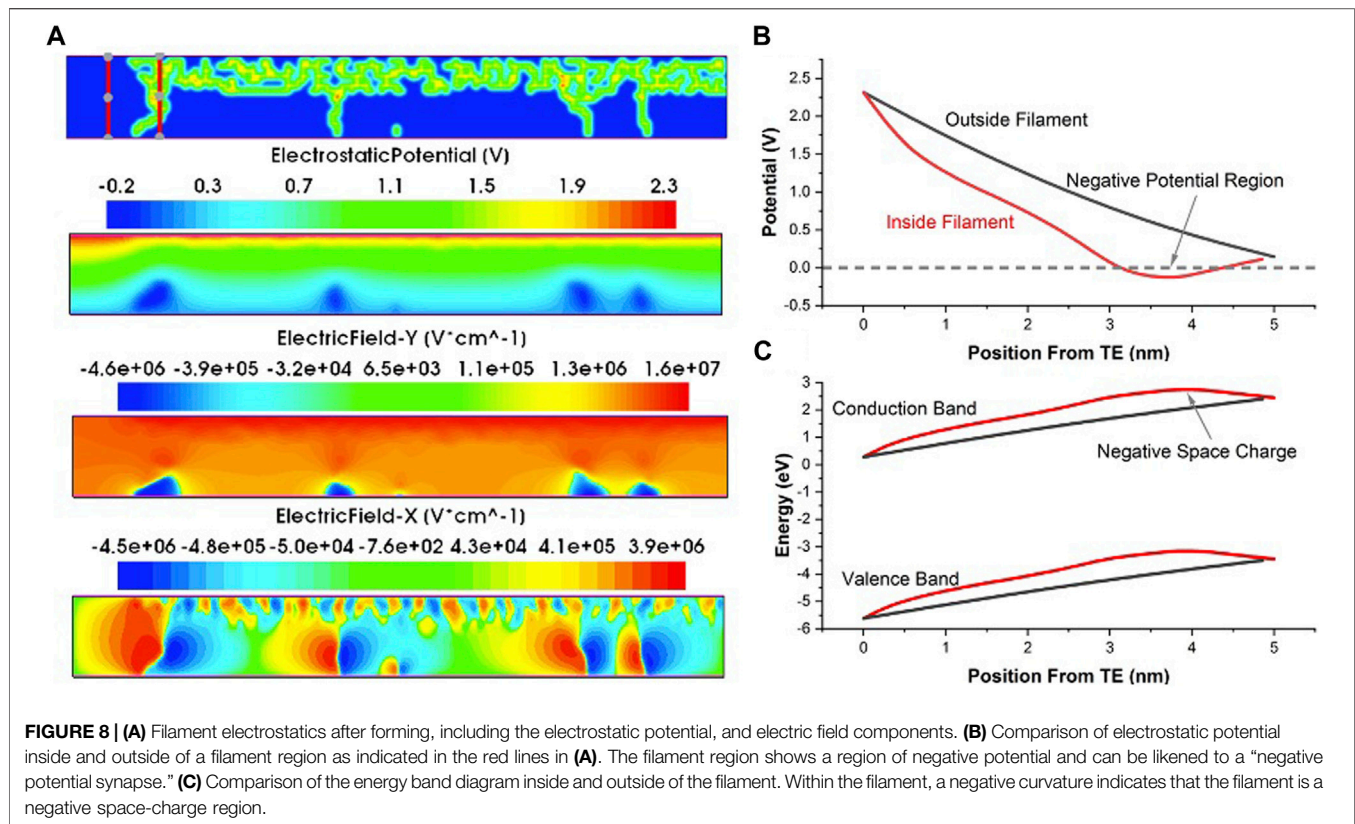 A
ElectrostaticPotential (V)
-0.2 0.3 0.7 1.1 1.5 1.9 2.3
ElectricField-Y (V*cm^-1)
-4.6e+06 -3.9e+05 -3.2e+04 6.5e+03 1.1e+05 1.3e+06 1.6e+07
ElectricField-X (V*cm^-1)
-4.5e+06 -4.8e+05 -5.0e+04 -7.6e+02 4.3e+04 4.1e+05 3.9e+06
B
2.5
2.0
1.5
1.0
0.5
0.0
-0.5
Potential (V)
Outside Filament
Negative Potential Region
Inside Filament
0 1 2 3 4 5
Position From TE (nm)
C
3
2
1
0
-1
-2
-3
-4
-5
-6
Energy (eV)
Conduction Band
Negative Space Charge
Valence Band
0 1 2 3 4 5
Position From TE (nm)
FIGURE 8 | (A) Filament electrostatics after forming, including the electrostatic potential, and electric field components. (B) Comparison of electrostatic potential
inside and outside of a filament region as indicated in the red lines in (A). The filament region shows a region of negative potential and can be likened to a “negative
potential synapse.” (C) Comparison of the energy band diagram inside and outside of the filament. Within the filament, a negative curvature indicates that the filament is a
negative space-charge region.